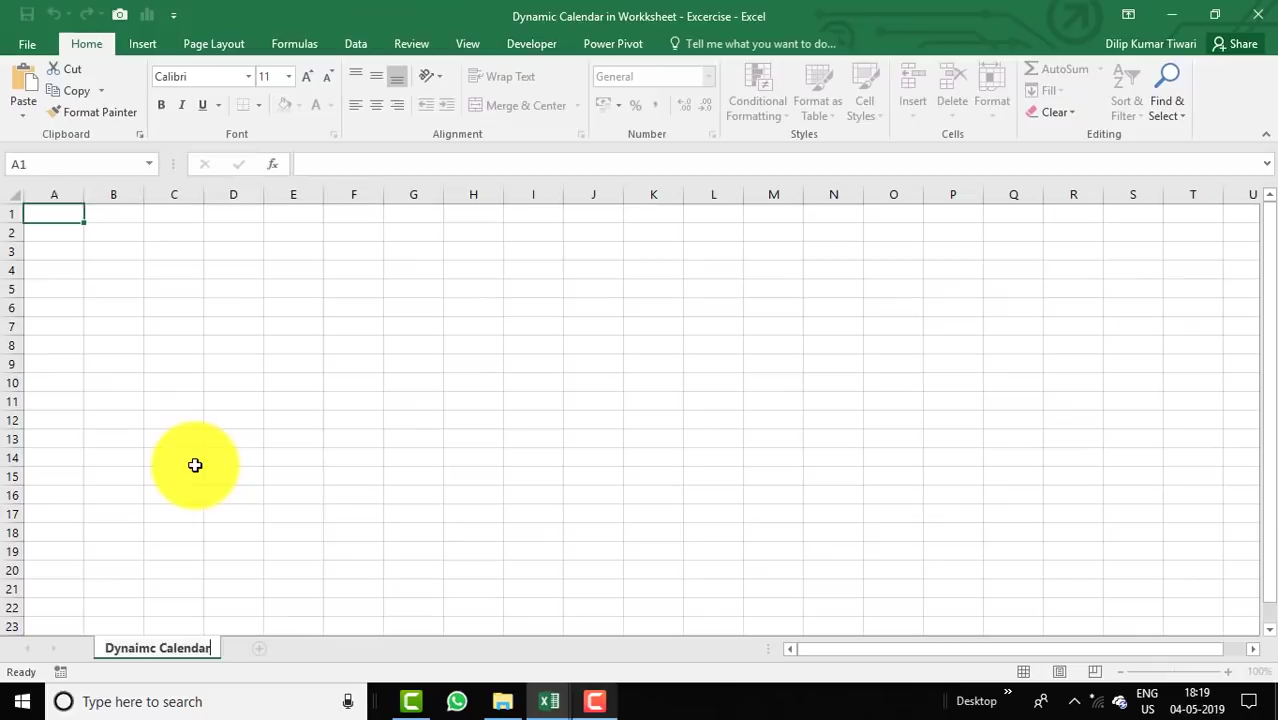 Dynamic Calendar in Workksheet - Excercise - Excel
File Home Insert Page Layout Formulas Data Review View Developer Power Pivot Tell me what you want to do... Dilip Kumar Tiwari Share
Paste
Cut
Copy
Format Painter
Clipboard
Calibri 11
B I U A
Font
Wrap Text
Merge & Center
Alignment
General
%
Number
Conditional Formatting
Format as Table
Cell Styles
Styles
Insert Delete Format
Cells
AutoSum
Fill
Clear
Sort & Filter
Find & Select
Editing
A1 fx
A B C D E F G H I J K L M N O P Q R S T U
1
2
3
4
5
6
7
8
9
10
11
12
13
14
15
16
17
18
19
20
21
22
23
Dynaimc Calendar
Ready 100%
Type here to search Desktop ENG US 18:19 04-05-2019